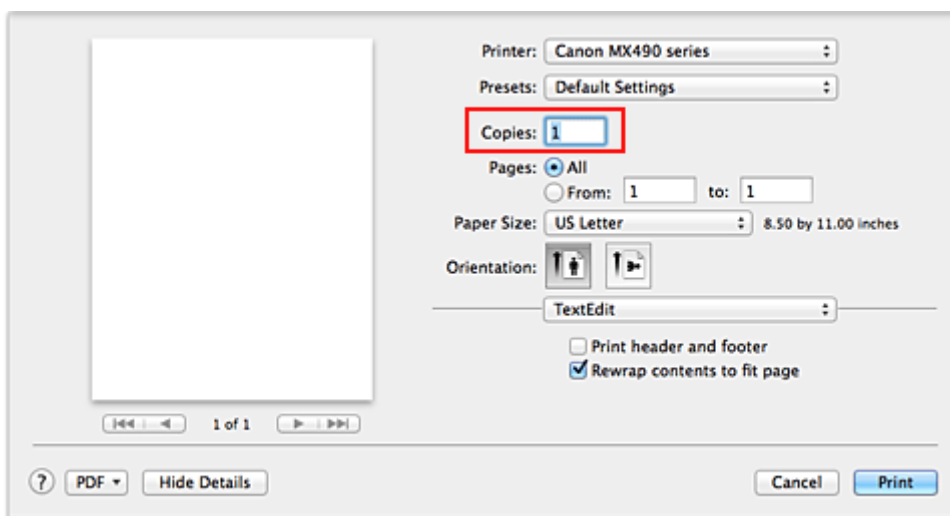 Printer: Canon MX490 series
Presets: Default Settings
Copies: 1
Pages: All
From: 1 to: 1
Paper Size: US Letter 8.50 by 11.00 inches
Orientation:
TextEdit
Print header and footer
Rewrap contents to fit page
1 of 1
? PDF Hide Details Cancel Print